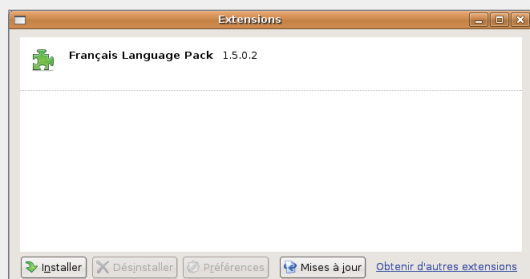 Extensions
Français Language Pack 1.5.0.2
Installer Désinstaller Préférences Mises à jour Obtenir d'autres extensions